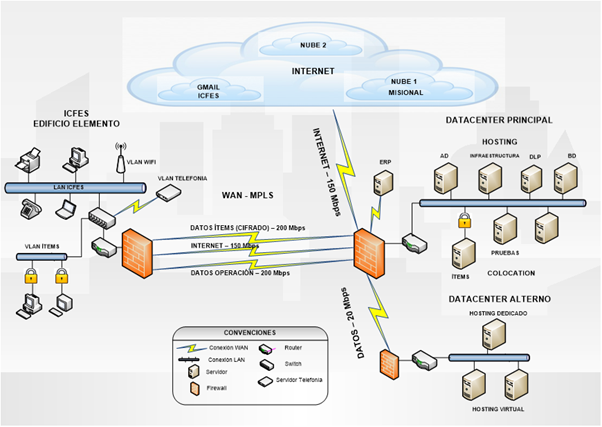 NUBE 2
INTERNET
GMAIL
ICFES
NUBE 1
MISIONAL
ICFES
EDIFICIO ELEMENTO
VLAN WIFI
VLAN TELEFONIA
LAN ICFES
VLAN ÍTEMS
WAN - MPLS
DATOS ÍTEMS (CIFRADO) – 200 Mbps
INTERNET – 150 Mbps
DATOS OPERACIÓN – 200 Mbps
INTERNET – 150 Mbps
ERP
DATACENTER PRINCIPAL
HOSTING
AD
INFRAESTRUCTURA
DLP
BD
ÍTEMS
PRUEBAS
COLOCATION
DATOS – 20 Mbps
DATACENTER ALTERNO
HOSTING DEDICADO
HOSTING VIRTUAL
CONVENCIONES
Conexión WAN
Conexión LAN
Servidor
Firewall
Router
Switch
Servidor Telefonia